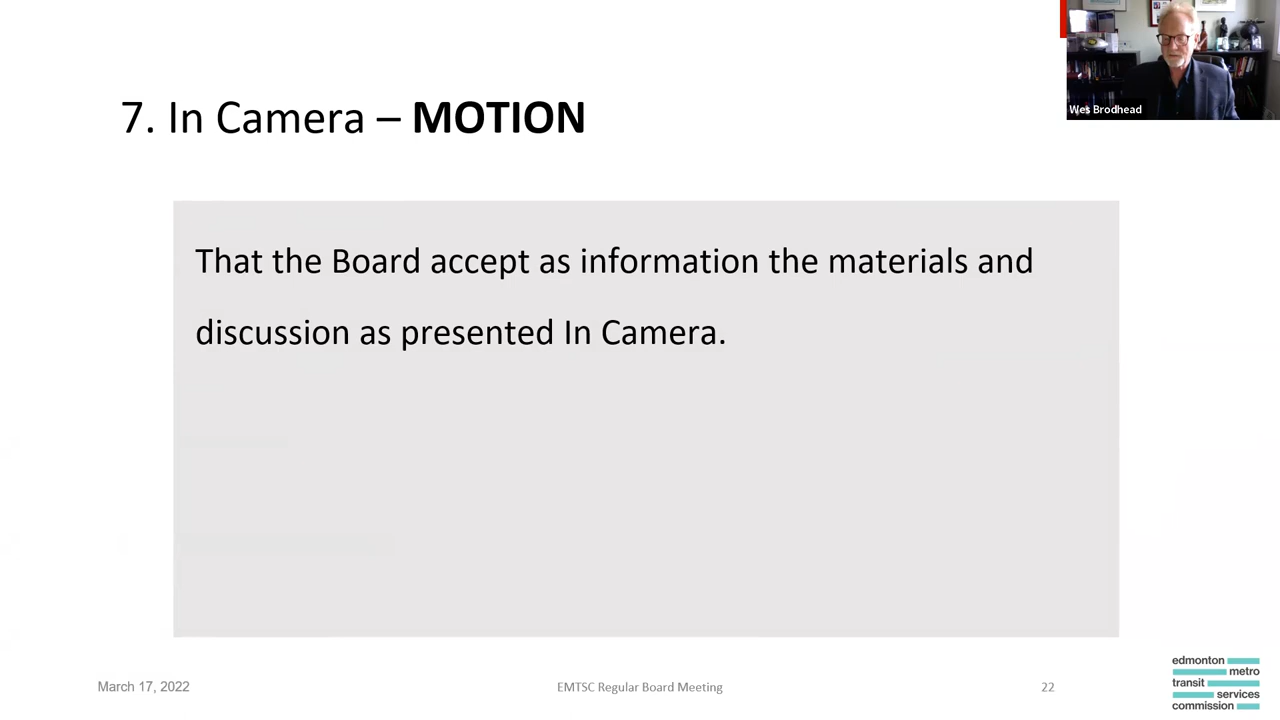 Wes Brodhead
7. In Camera – MOTION
That the Board accept as information the materials and
discussion as presented In Camera.
March 17, 2022
EMTSC Regular Board Meeting
22
edmonton
metro
transit
services
commission